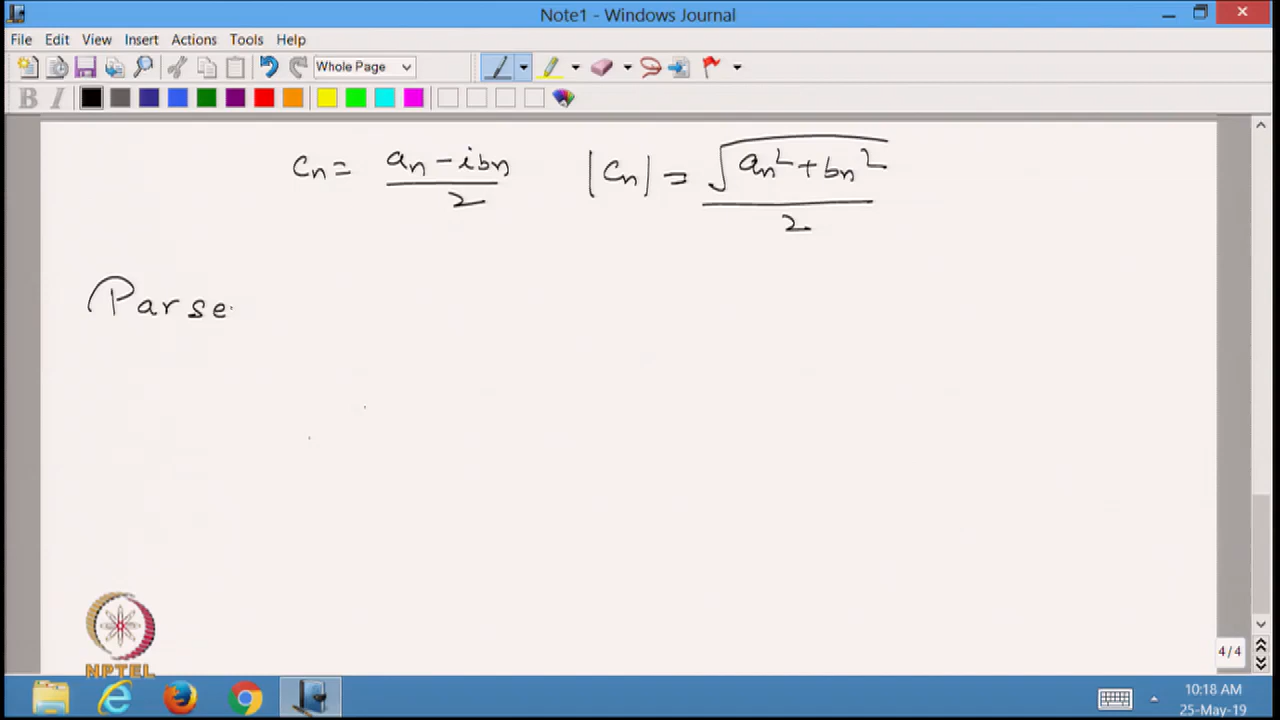 Note1 - Windows Journal
File Edit View Insert Actions Tools Help
Whole Page
B I
cn = an - ibn / 2 |cn| = √(an² + bn²) / 2
Parse
NPTEL
4 / 4
10:18 AM
25-May-19